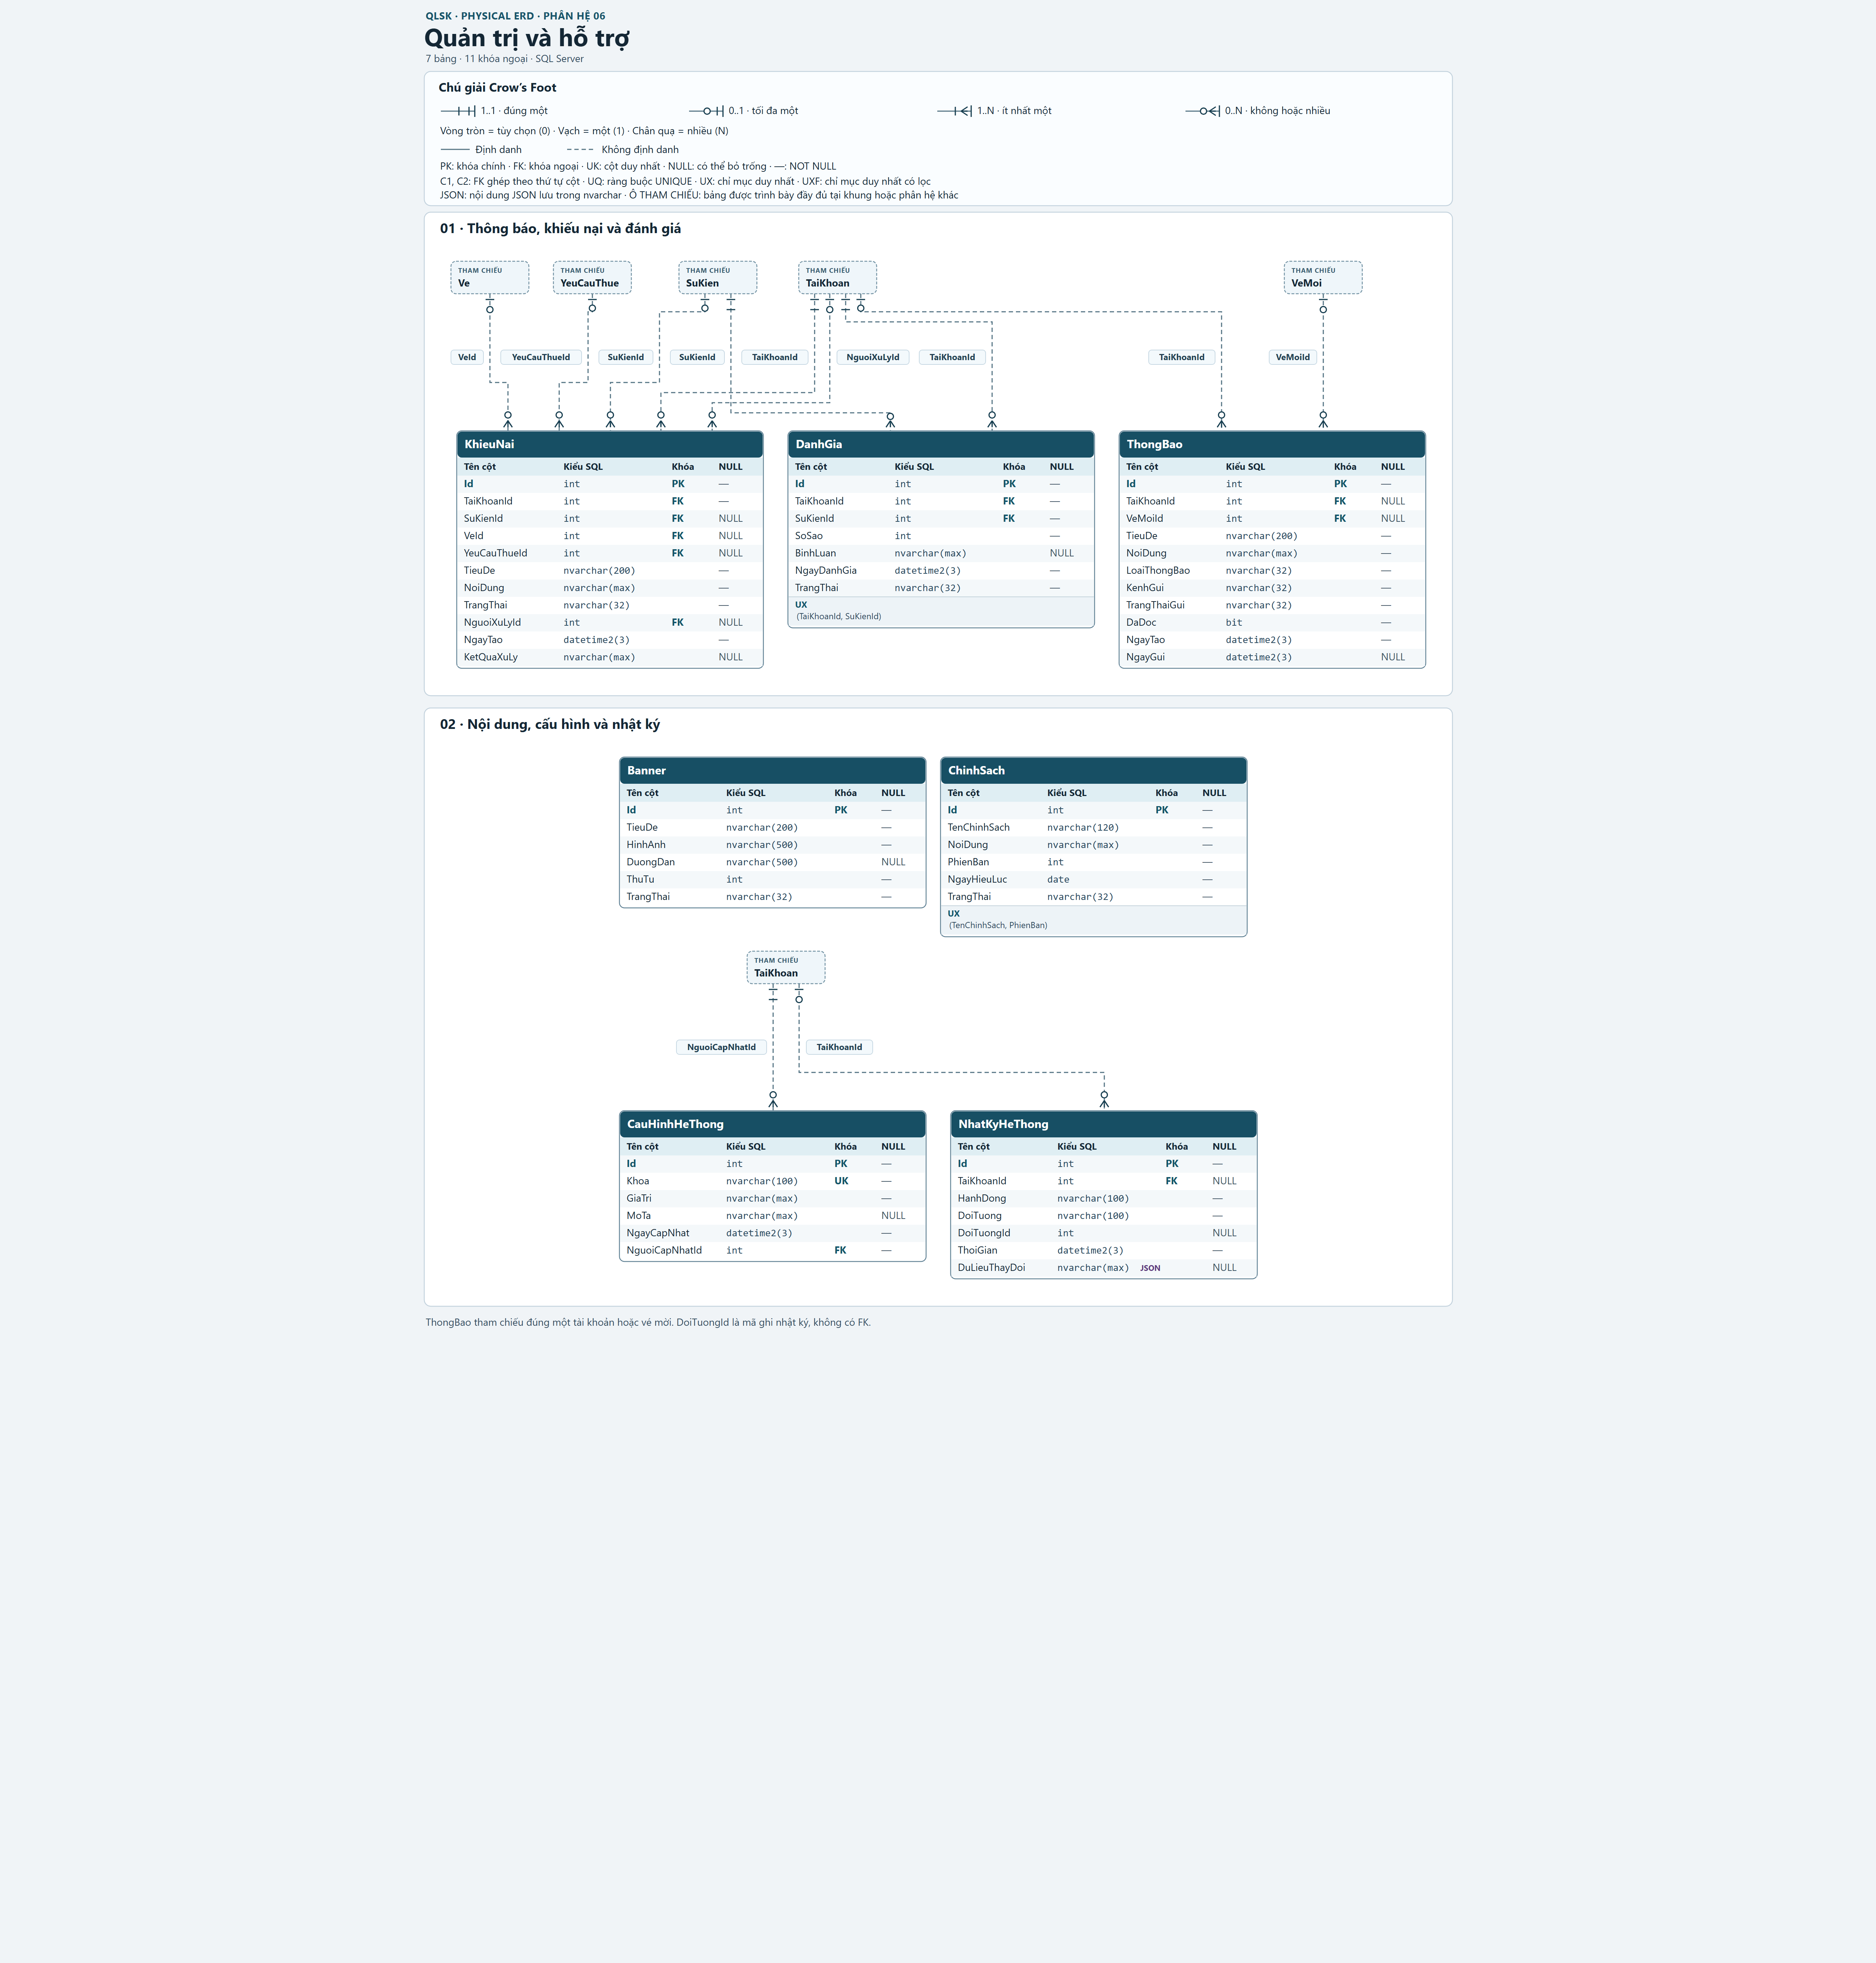 QLSK · PHYSICAL ERD · PHÂN HỆ 06
Quản trị và hỗ trợ
7 bảng · 11 khóa ngoại · SQL Server
Chú giải Crow’s Foot
1..1 · đúng một
0..1 · tối đa một
1..N · ít nhất một
0..N · không hoặc nhiều
Vòng tròn = tùy chọn (0) · Vạch = một (1) · Chân quạ = nhiều (N)
Định danh
Không định danh
PK: khóa chính · FK: khóa ngoại · UK: cột duy nhất · NULL: có thể bỏ trống · —: NOT NULL
C1, C2: FK ghép theo thứ tự cột · UQ: ràng buộc UNIQUE · UX: chỉ mục duy nhất · UXF: chỉ mục duy nhất có lọc
JSON: nội dung JSON lưu trong nvarchar · Ô THAM CHIẾU: bảng được trình bày đầy đủ tại khung hoặc phân hệ khác
01 · Thông báo, khiếu nại và đánh giá
THAM CHIẾU
Ve
THAM CHIẾU
YeuCauThue
THAM CHIẾU
SuKien
THAM CHIẾU
TaiKhoan
THAM CHIẾU
VeMoi
VeId
YeuCauThueId
SuKienId
SuKienId
TaiKhoanId
NguoiXuLyId
TaiKhoanId
TaiKhoanId
VeMoiId
KhieuNai
Tên cột Kiểu SQL Khóa NULL
Id int PK —
TaiKhoanId int FK —
SuKienId int FK NULL
VeId int FK NULL
YeuCauThueId int FK NULL
TieuDe nvarchar(200) —
NoiDung nvarchar(max) —
TrangThai nvarchar(32) —
NguoiXuLyId int FK NULL
NgayTao datetime2(3) —
KetQuaXuLy nvarchar(max) NULL
DanhGia
Tên cột Kiểu SQL Khóa NULL
Id int PK —
TaiKhoanId int FK —
SuKienId int FK —
SoSao int —
BinhLuan nvarchar(max) NULL
NgayDanhGia datetime2(3) —
TrangThai nvarchar(32) —
UX
(TaiKhoanId, SuKienId)
ThongBao
Tên cột Kiểu SQL Khóa NULL
Id int PK —
TaiKhoanId int FK NULL
VeMoiId int FK NULL
TieuDe nvarchar(200) —
NoiDung nvarchar(max) —
LoaiThongBao nvarchar(32) —
KenhGui nvarchar(32) —
TrangThaiGui nvarchar(32) —
DaDoc bit —
NgayTao datetime2(3) —
NgayGui datetime2(3) NULL
02 · Nội dung, cấu hình và nhật ký
Banner
Tên cột Kiểu SQL Khóa NULL
Id int PK —
TieuDe nvarchar(200) —
HinhAnh nvarchar(500) —
DuongDan nvarchar(500) NULL
ThuTu int —
TrangThai nvarchar(32) —
ChinhSach
Tên cột Kiểu SQL Khóa NULL
Id int PK —
TenChinhSach nvarchar(120) —
NoiDung nvarchar(max) —
PhienBan int —
NgayHieuLuc date —
TrangThai nvarchar(32) —
UX
(TenChinhSach, PhienBan)
THAM CHIẾU
TaiKhoan
NguoiCapNhatId
TaiKhoanId
CauHinhHeThong
Tên cột Kiểu SQL Khóa NULL
Id int PK —
Khoa nvarchar(100) UK —
GiaTri nvarchar(max) —
MoTa nvarchar(max) NULL
NgayCapNhat datetime2(3) —
NguoiCapNhatId int FK —
NhatKyHeThong
Tên cột Kiểu SQL Khóa NULL
Id int PK —
TaiKhoanId int FK NULL
HanhDong nvarchar(100) —
DoiTuong nvarchar(100) —
DoiTuongId int NULL
ThoiGian datetime2(3) —
DuLieuThayDoi nvarchar(max) JSON NULL
ThongBao tham chiếu đúng một tài khoản hoặc vé mời. DoiTuongId là mã ghi nhật ký, không có FK.